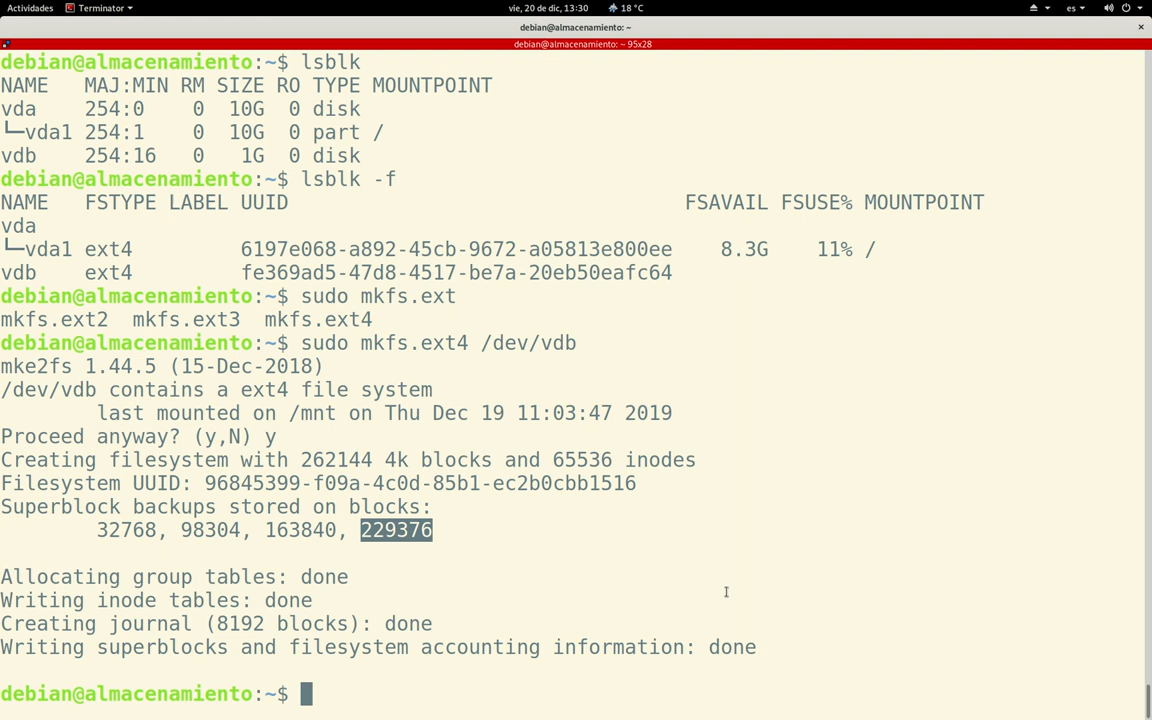 Actividades Terminator vie, 20 de dic, 13:30 18 °C es
debian@almacenamiento: ~ ×
debian@almacenamiento: ~ 95x28
debian@almacenamiento:~$ lsblk
NAME   MAJ:MIN RM SIZE RO TYPE MOUNTPOINT
vda    254:0    0  10G  0 disk
└─vda1 254:1    0  10G  0 part /
vdb    254:16   0   1G  0 disk
debian@almacenamiento:~$ lsblk -f
NAME   FSTYPE LABEL UUID                                 FSAVAIL FSUSE% MOUNTPOINT
vda
└─vda1 ext4         6197e068-a892-45cb-9672-a05813e800ee    8.3G    11% /
vdb    ext4         fe369ad5-47d8-4517-be7a-20eb50eafc64
debian@almacenamiento:~$ sudo mkfs.ext
mkfs.ext2  mkfs.ext3  mkfs.ext4
debian@almacenamiento:~$ sudo mkfs.ext4 /dev/vdb
mke2fs 1.44.5 (15-Dec-2018)
/dev/vdb contains a ext4 file system
        last mounted on /mnt on Thu Dec 19 11:03:47 2019
Proceed anyway? (y,N) y
Creating filesystem with 262144 4k blocks and 65536 inodes
Filesystem UUID: 96845399-f09a-4c0d-85b1-ec2b0cbb1516
Superblock backups stored on blocks:
        32768, 98304, 163840, 229376
Allocating group tables: done
Writing inode tables: done
Creating journal (8192 blocks): done
Writing superblocks and filesystem accounting information: done
debian@almacenamiento:~$